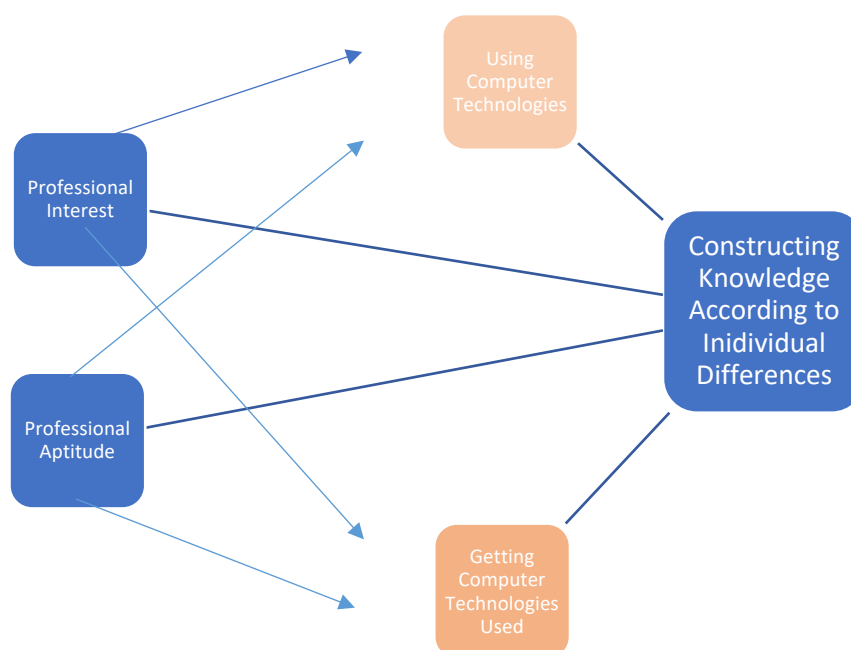 Using
Computer
Technologies
Professional
Interest
Constructing
Knowledge
According to
Inidividual
Differences
Professional
Aptitude
Getting
Computer
Technologies
Used